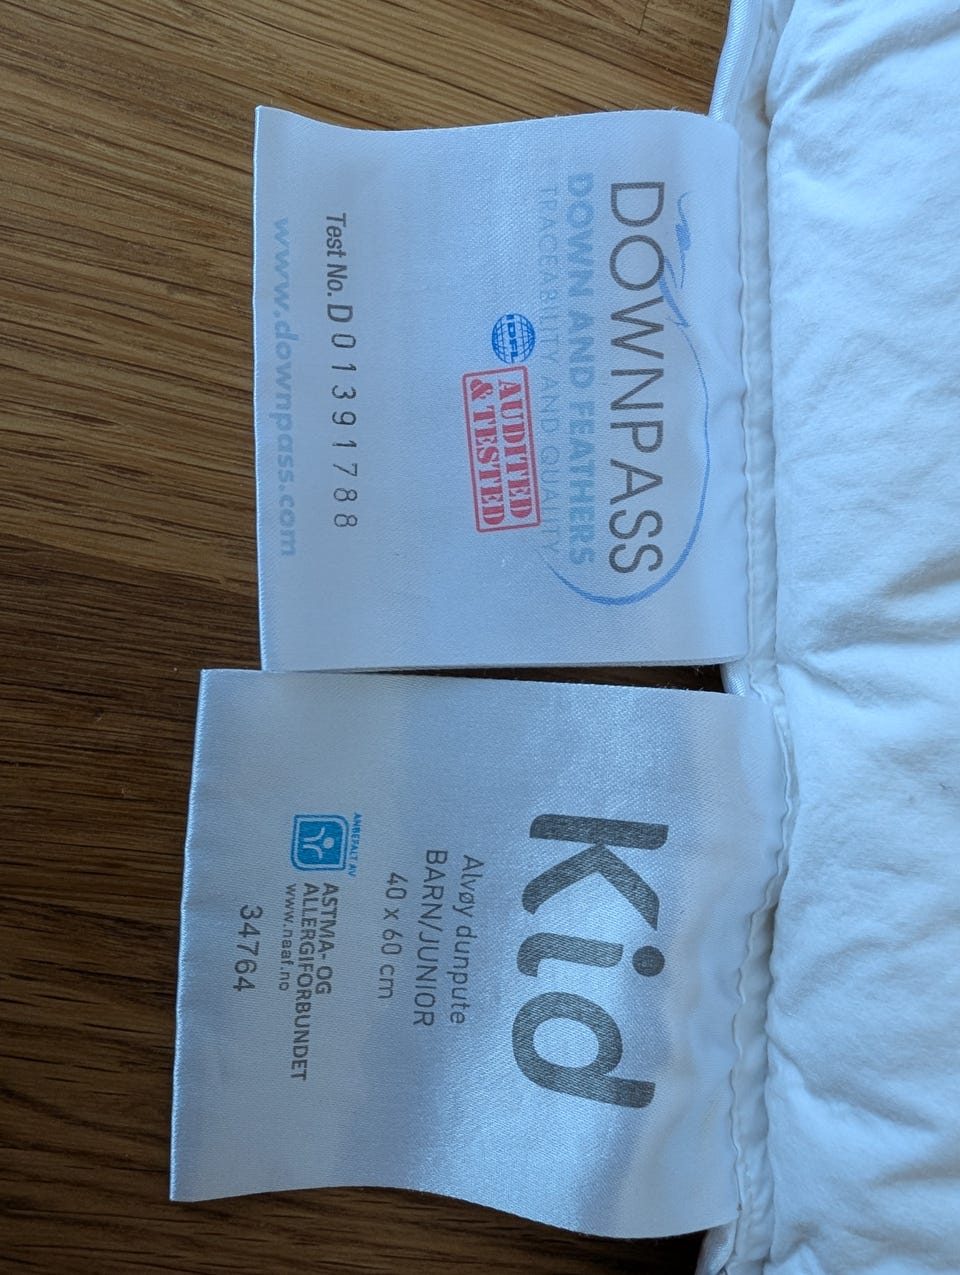 DOWNPASS
DOWN AND FEATHERS
TRACEABILITY AND QUALITY
IDFL
AUDITED
& TESTED
Test No. D 0 1 3 9 1 7 8 8
www.downpass.com
Kid
Alvøy dunpute
BARN/JUNIOR
40 x 60 cm
ANBEFALT AV
ASTMA- OG
ALLERGIFORBUNDET
www.naaf.no
34764